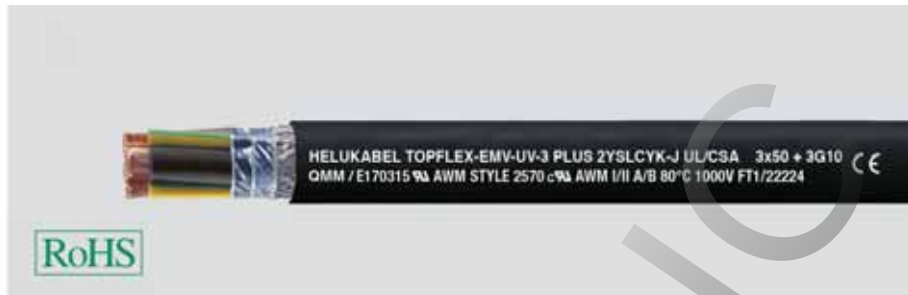 HELUKABEL TOPFLEX-EMV-UV-3 PLUS 2YSLCYK-J UL/CSA 3x50 + 3G10 CE
QMM / E170315 AWM STYLE 2570 c AWM I/II A/B 80°C 1000V FT1/22224
RoHS